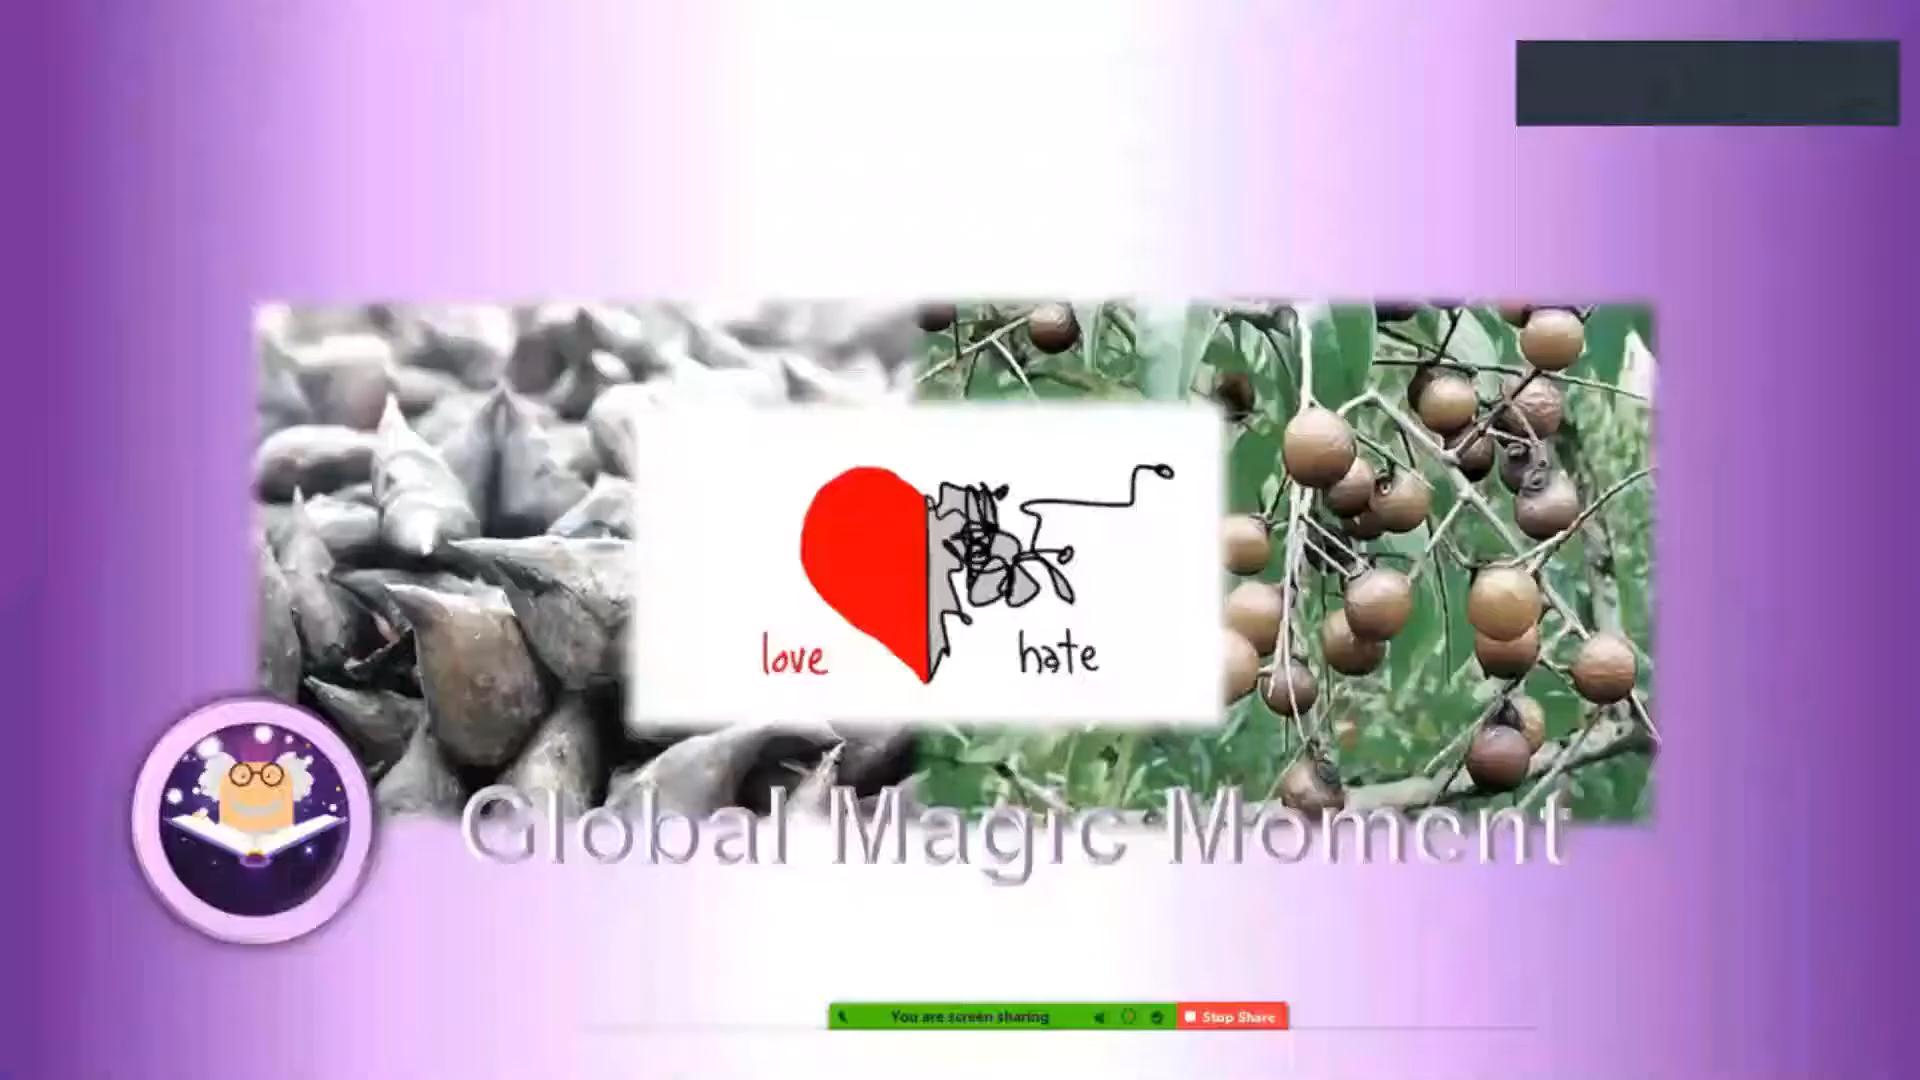 love
hate
Global Magic Moment
You are screen sharing
Stop Share